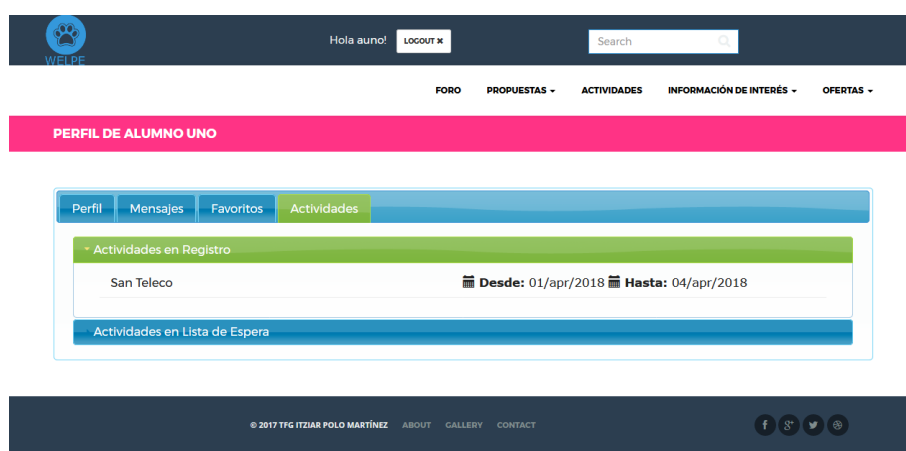 WELPE
Hola auno! LOGOUT ✖ Search
FORO PROPUESTAS ACTIVIDADES INFORMACIÓN DE INTERÉS OFERTAS
PERFIL DE ALUMNO UNO
Perfil Mensajes Favoritos Actividades
Actividades en Registro
San Teleco Desde: 01/apr/2018 Hasta: 04/apr/2018
Actividades en Lista de Espera
© 2017 TFG ITZIAR POLO MARTÍNEZ ABOUT GALLERY CONTACT